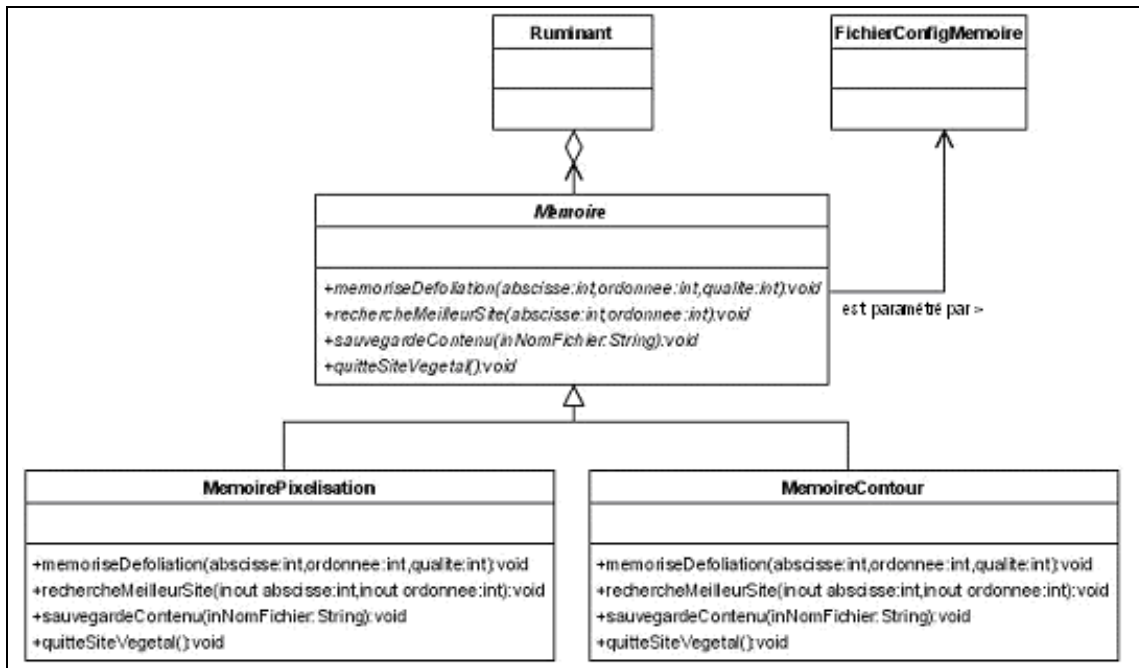 Ruminant
FichierConfigMemoire
Memoire
+memoriseDefoliation(abscisse:int,ordonnee:int,qualite:int):void
+rechercheMeilleurSite(abscisse:int,ordonnee:int):void
+sauvegardeContenu(inNomFichier:String):void
+quitteSiteVegetal():void
est paramétré par >
MemoirePixelisation
+memoriseDefoliation(abscisse:int,ordonnee:int,qualite:int):void
+rechercheMeilleurSite(inout abscisse:int,inout ordonnee:int):void
+sauvegardeContenu(inNomFichier:String):void
+quitteSiteVegetal():void
MemoireContour
+memoriseDefoliation(abscisse:int,ordonnee:int,qualite:int):void
+rechercheMeilleurSite(inout abscisse:int,inout ordonnee:int):void
+sauvegardeContenu(inNomFichier:String):void
+quitteSiteVegetal():void